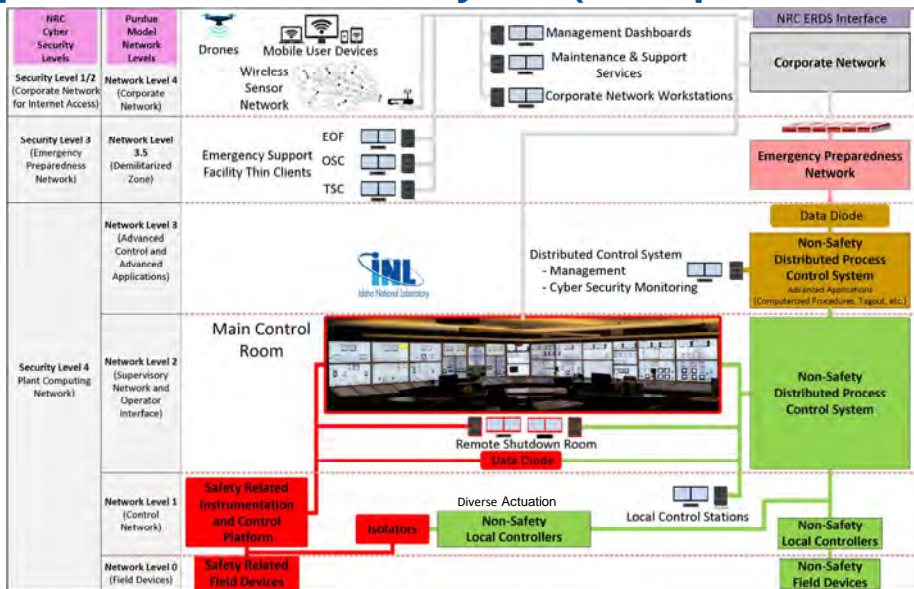 NRC
Cyber
Security
Levels
Purdue
Model
Network
Levels
Security Level 1/2
(Corporate Network
for Internet Access)
Network Level 4
(Corporate
Network)
Drones
Mobile User Devices
Wireless
Sensor
Network
Management Dashboards
Maintenance & Support
Services
Corporate Network Workstations
NRC ERDS Interface
Corporate Network
Security Level 3
(Emergency
Preparedness
Network)
Network Level
3.5
(Demilitarized
Zone)
Emergency Support
Facility Thin Clients
EOF
OSC
TSC
Emergency Preparedness
Network
Network Level 3
(Advanced
Control and
Advanced
Applications)
INL
Idaho National Laboratory
Distributed Control System
- Management
- Cyber Security Monitoring
Data Diode
Non-Safety
Distributed Process
Control System
Advanced Applications
(Computerized Procedures, Tagout, etc.)
Security Level 4
Plant Computing
Network)
Network Level 2
(Supervisory
Network and
Operator
Interface)
Main Control
Room
Remote Shutdown Room
Data Diode
Non-Safety
Distributed Process
Control System
Network Level 1
(Control
Network)
Safety Related
Instrumentation
and Control
Platform
Isolators
Diverse Actuation
Non-Safety
Local Controllers
Local Control Stations
Non-Safety
Local Controllers
Network Level 0
(Field Devices)
Safety Related
Field Devices
Non-Safety
Field Devices